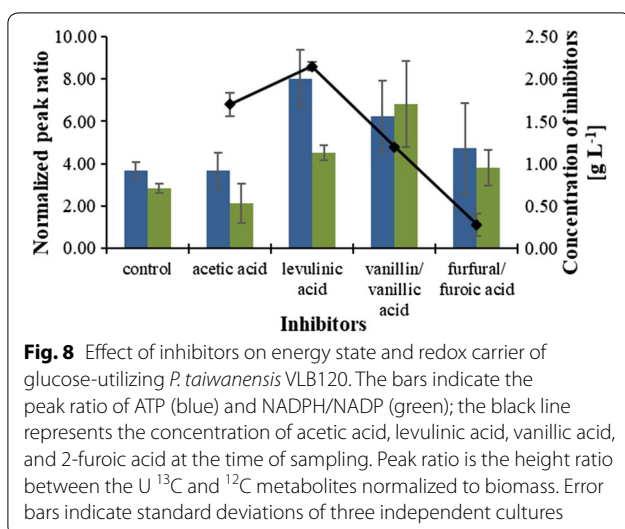 10.00
8.00
6.00
4.00
2.00
0.00
Normalized peak ratio
2.50
2.00
1.50
1.00
0.50
0.00
Concentration of inhibitors
[g L-1]
control
acetic acid
levulinic
acid
vanillin/
vanillic
acid
furfural/
furoic acid
Inhibitors
Fig. 8 Effect of inhibitors on energy state and redox carrier of
glucose-utilizing P. taiwanensis VLB120. The bars indicate the
peak ratio of ATP (blue) and NADPH/NADP (green); the black line
represents the concentration of acetic acid, levulinic acid, vanillic acid,
and 2-furoic acid at the time of sampling. Peak ratio is the height ratio
between the U 13C and 12C metabolites normalized to biomass. Error
bars indicate standard deviations of three independent cultures